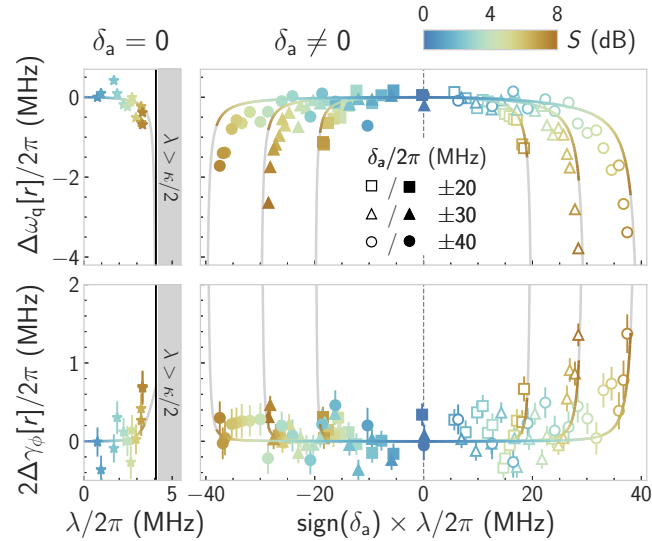 δₐ = 0
δₐ ≠ 0
0 4 8
S (dB)
Δω_q[r]/2π (MHz)
0
−2
−4
λ > κ/2
δₐ/2π (MHz)
□/■ ±20
△/▲ ±30
○/● ±40
2Δγ_ϕ[r]/2π (MHz)
2
1
0
λ > κ/2
0 5
−40 −20 0 20 40
λ/2π (MHz)
sign(δₐ) × λ/2π (MHz)